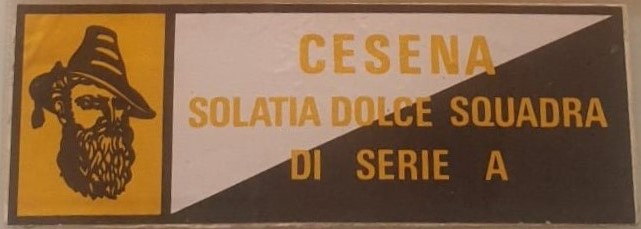 CESENA
SOLATIA DOLCE SQUADRA
DI SERIE A